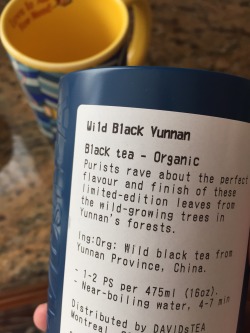 Wild Black Yunnan
Black tea - Organic
Purists rave about the perfect
flavour and finish of these
limited-edition leaves from
the wild-growing trees in
Yunnan's forests.
Ing:Org: Wild black tea from
Yunnan Province, China.
- 1-2 PS per 475ml (16oz).
- Near-boiling water, 4-7 min
Distributed by DAVIDsTEA
Montreal,